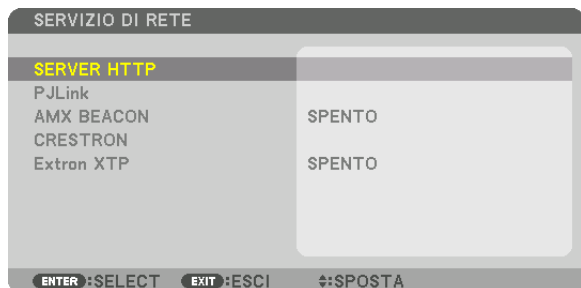 SERVIZIO DI RETE
SERVER HTTP
PJLink
AMX BEACON SPENTO
CRESTRON
Extron XTP SPENTO
ENTER :SELECT EXIT :ESCI :SPOSTA